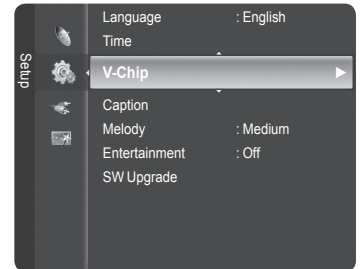 Setup
Language : English
Time
V-Chip
Caption
Melody : Medium
Entertainment : Off
SW Upgrade